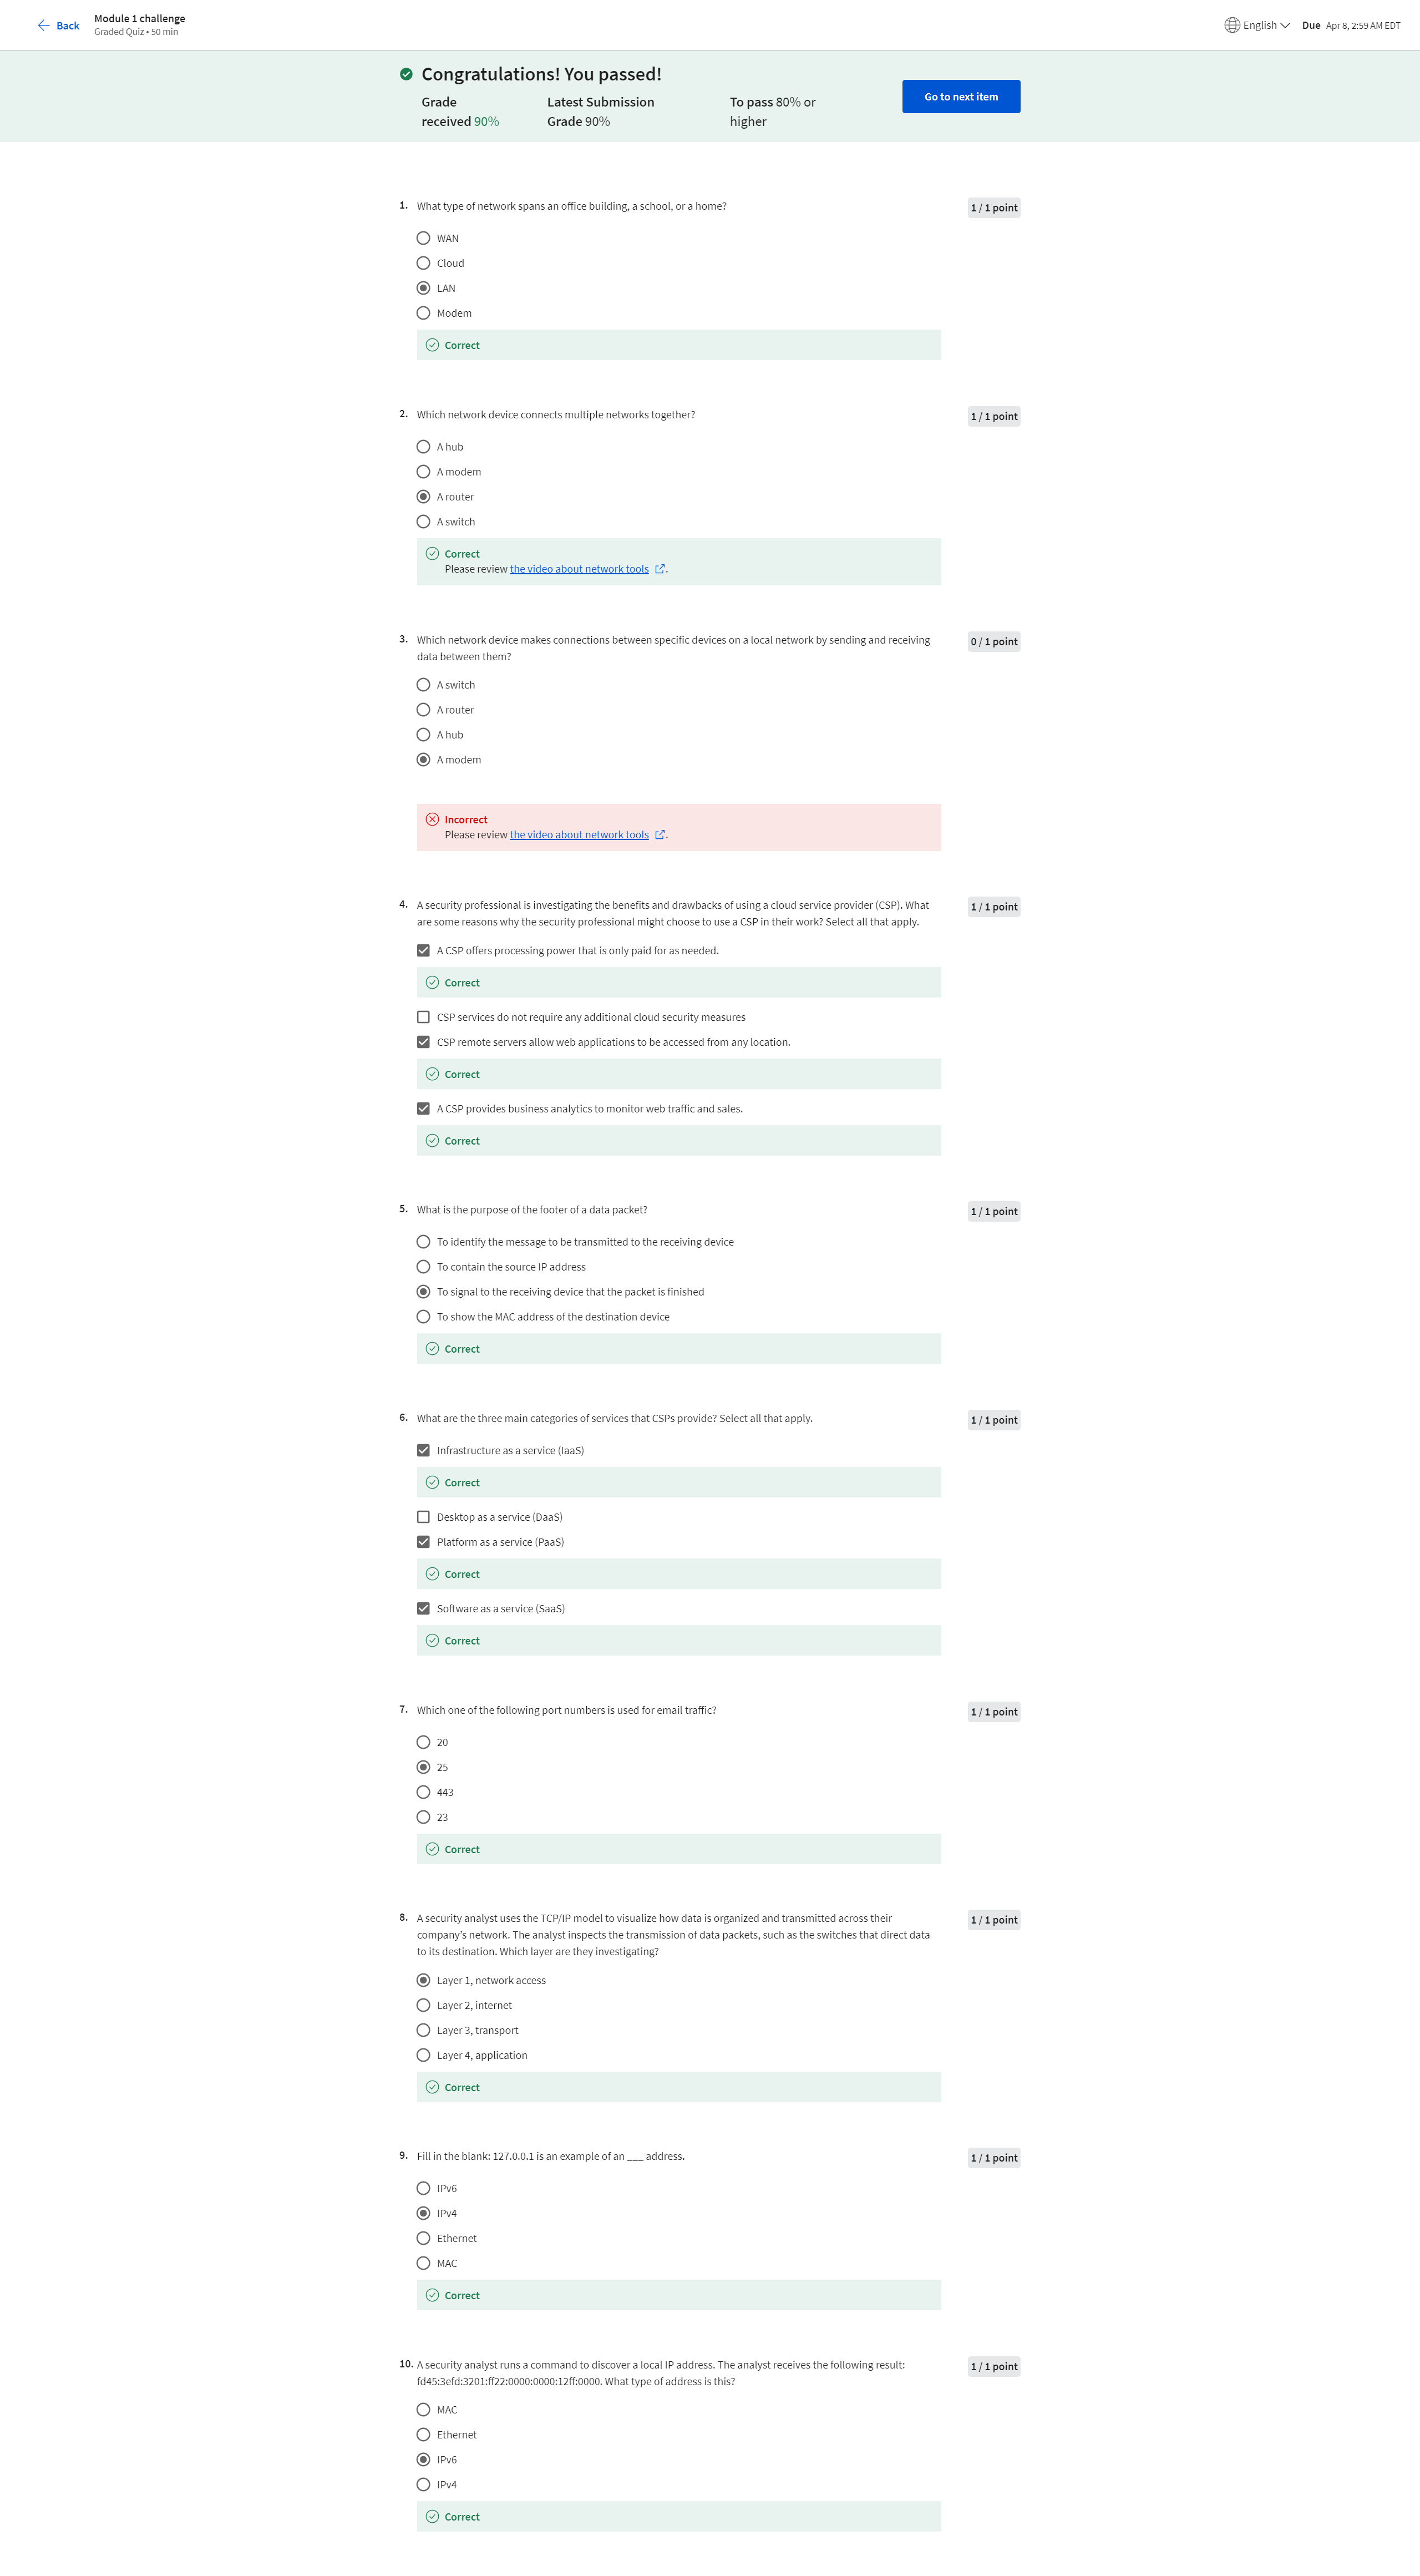 Back
Module 1 challenge
Graded Quiz • 50 min
English
Due Apr 8, 2:59 AM EDT
Congratulations! You passed!
Grade
received 90%
Latest Submission
Grade 90%
To pass 80% or
higher
Go to next item
1. What type of network spans an office building, a school, or a home?
1 / 1 point
WAN
Cloud
LAN
Modem
Correct
2. Which network device connects multiple networks together?
1 / 1 point
A hub
A modem
A router
A switch
Correct
Please review the video about network tools .
3. Which network device makes connections between specific devices on a local network by sending and receiving
data between them?
0 / 1 point
A switch
A router
A hub
A modem
Incorrect
Please review the video about network tools .
4. A security professional is investigating the benefits and drawbacks of using a cloud service provider (CSP). What
are some reasons why the security professional might choose to use a CSP in their work? Select all that apply.
1 / 1 point
A CSP offers processing power that is only paid for as needed.
Correct
CSP services do not require any additional cloud security measures
CSP remote servers allow web applications to be accessed from any location.
Correct
A CSP provides business analytics to monitor web traffic and sales.
Correct
5. What is the purpose of the footer of a data packet?
1 / 1 point
To identify the message to be transmitted to the receiving device
To contain the source IP address
To signal to the receiving device that the packet is finished
To show the MAC address of the destination device
Correct
6. What are the three main categories of services that CSPs provide? Select all that apply.
1 / 1 point
Infrastructure as a service (IaaS)
Correct
Desktop as a service (DaaS)
Platform as a service (PaaS)
Correct
Software as a service (SaaS)
Correct
7. Which one of the following port numbers is used for email traffic?
1 / 1 point
20
25
443
23
Correct
8. A security analyst uses the TCP/IP model to visualize how data is organized and transmitted across their
company’s network. The analyst inspects the transmission of data packets, such as the switches that direct data
to its destination. Which layer are they investigating?
1 / 1 point
Layer 1, network access
Layer 2, internet
Layer 3, transport
Layer 4, application
Correct
9. Fill in the blank: 127.0.0.1 is an example of an ___ address.
1 / 1 point
IPv6
IPv4
Ethernet
MAC
Correct
10. A security analyst runs a command to discover a local IP address. The analyst receives the following result:
fd45:3efd:3201:ff22:0000:0000:12ff:0000. What type of address is this?
1 / 1 point
MAC
Ethernet
IPv6
IPv4
Correct